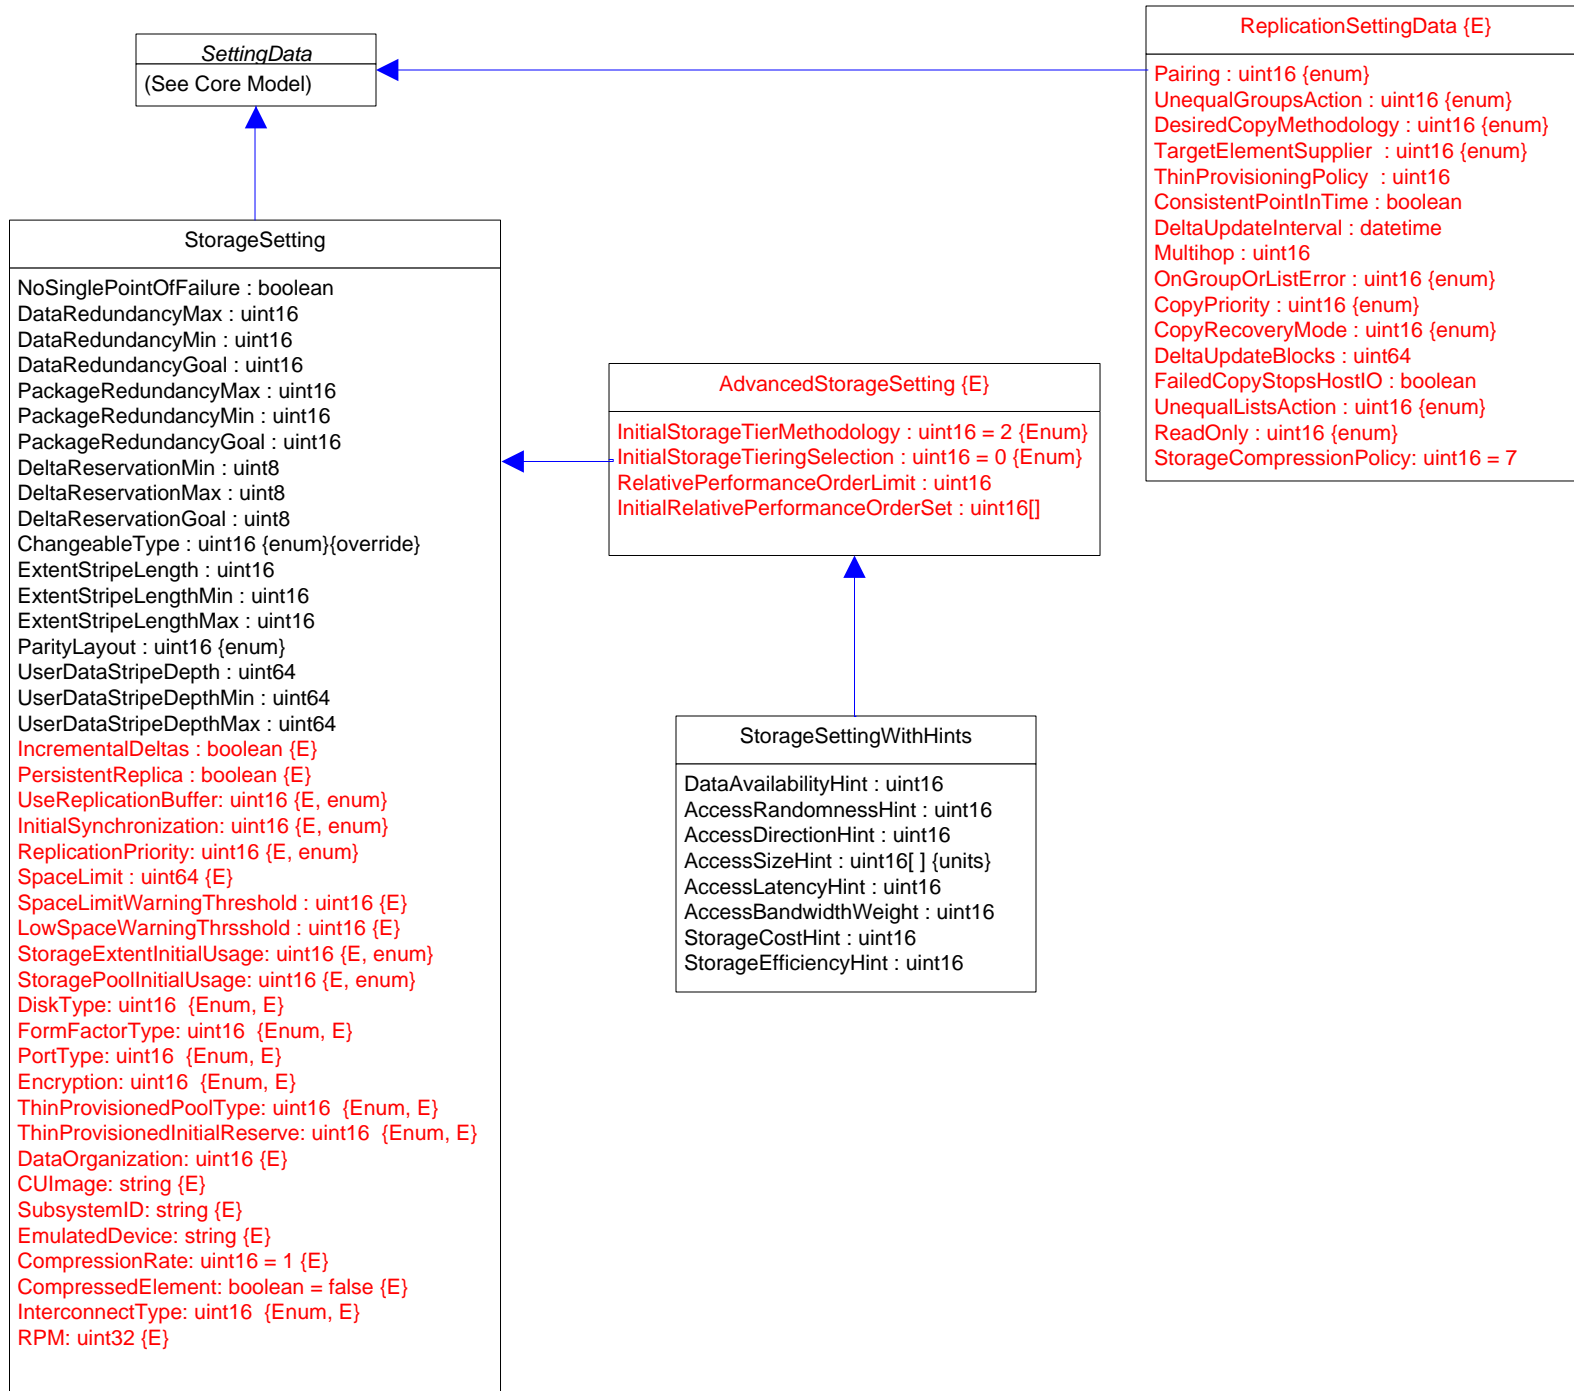 SettingData
(See Core Model)
ReplicationSettingData {E}
Pairing : uint16 {enum}
UnequalGroupsAction : uint16 {enum}
DesiredCopyMethodology : uint16 {enum}
TargetElementSupplier : uint16 {enum}
ThinProvisioningPolicy : uint16
ConsistentPointInTime : boolean
DeltaUpdateInterval : datetime
Multihop : uint16
OnGroupOrListError : uint16 {enum}
CopyPriority : uint16 {enum}
CopyRecoveryMode : uint16 {enum}
DeltaUpdateBlocks : uint64
FailedCopyStopsHostIO : boolean
UnequalListsAction : uint16 {enum}
ReadOnly : uint16 {enum}
StorageCompressionPolicy: uint16 = 7
StorageSetting
NoSinglePointOfFailure : boolean
DataRedundancyMax : uint16
DataRedundancyMin : uint16
DataRedundancyGoal : uint16
PackageRedundancyMax : uint16
PackageRedundancyMin : uint16
PackageRedundancyGoal : uint16
DeltaReservationMin : uint8
DeltaReservationMax : uint8
DeltaReservationGoal : uint8
ChangeableType : uint16 {enum}{override}
ExtentStripeLength : uint16
ExtentStripeLengthMin : uint16
ExtentStripeLengthMax : uint16
ParityLayout : uint16 {enum}
UserDataStripeDepth : uint64
UserDataStripeDepthMin : uint64
UserDataStripeDepthMax : uint64
IncrementalDeltas : boolean {E}
PersistentReplica : boolean {E}
UseReplicationBuffer: uint16 {E, enum}
InitialSynchronization: uint16 {E, enum}
ReplicationPriority: uint16 {E, enum}
SpaceLimit : uint64 {E}
SpaceLimitWarningThreshold : uint16 {E}
LowSpaceWarningThrsshold : uint16 {E}
StorageExtentInitialUsage: uint16 {E, enum}
StoragePoolInitialUsage: uint16 {E, enum}
DiskType: uint16 {Enum, E}
FormFactorType: uint16 {Enum, E}
PortType: uint16 {Enum, E}
Encryption: uint16 {Enum, E}
ThinProvisionedPoolType: uint16 {Enum, E}
ThinProvisionedInitialReserve: uint16 {Enum, E}
DataOrganization: uint16 {E}
CUImage: string {E}
SubsystemID: string {E}
EmulatedDevice: string {E}
CompressionRate: uint16 = 1 {E}
CompressedElement: boolean = false {E}
InterconnectType: uint16 {Enum, E}
RPM: uint32 {E}
AdvancedStorageSetting {E}
InitialStorageTierMethodology : uint16 = 2 {Enum}
InitialStorageTieringSelection : uint16 = 0 {Enum}
RelativePerformanceOrderLimit : uint16
InitialRelativePerformanceOrderSet : uint16[]
StorageSettingWithHints
DataAvailabilityHint : uint16
AccessRandomnessHint : uint16
AccessDirectionHint : uint16
AccessSizeHint : uint16[ ] {units}
AccessLatencyHint : uint16
AccessBandwidthWeight : uint16
StorageCostHint : uint16
StorageEfficiencyHint : uint16